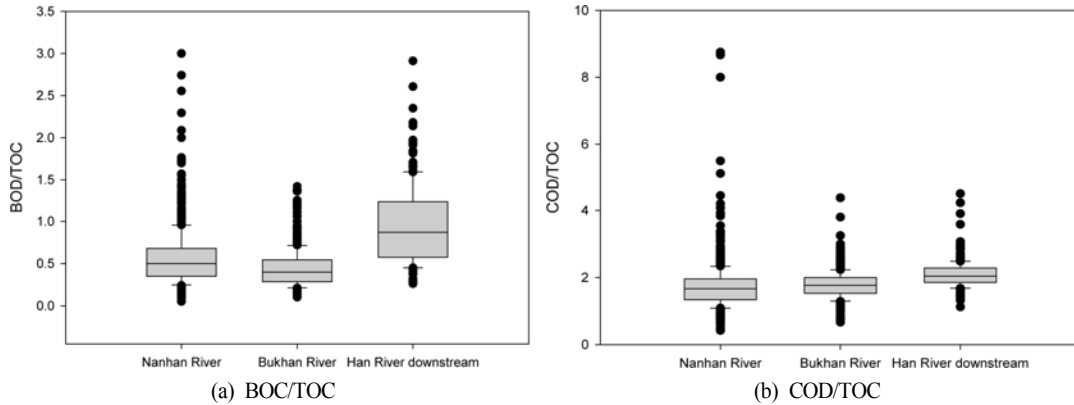 3.5
3.0
2.5
2.0
1.5
1.0
0.5
0.0
BOD/TOC
Nanhan River Bukhan River Han River downstream
(a) BOC/TOC
10
8
6
4
2
0
COD/TOC
Nanhan River Bukhan River Han River downstream
(b) COD/TOC